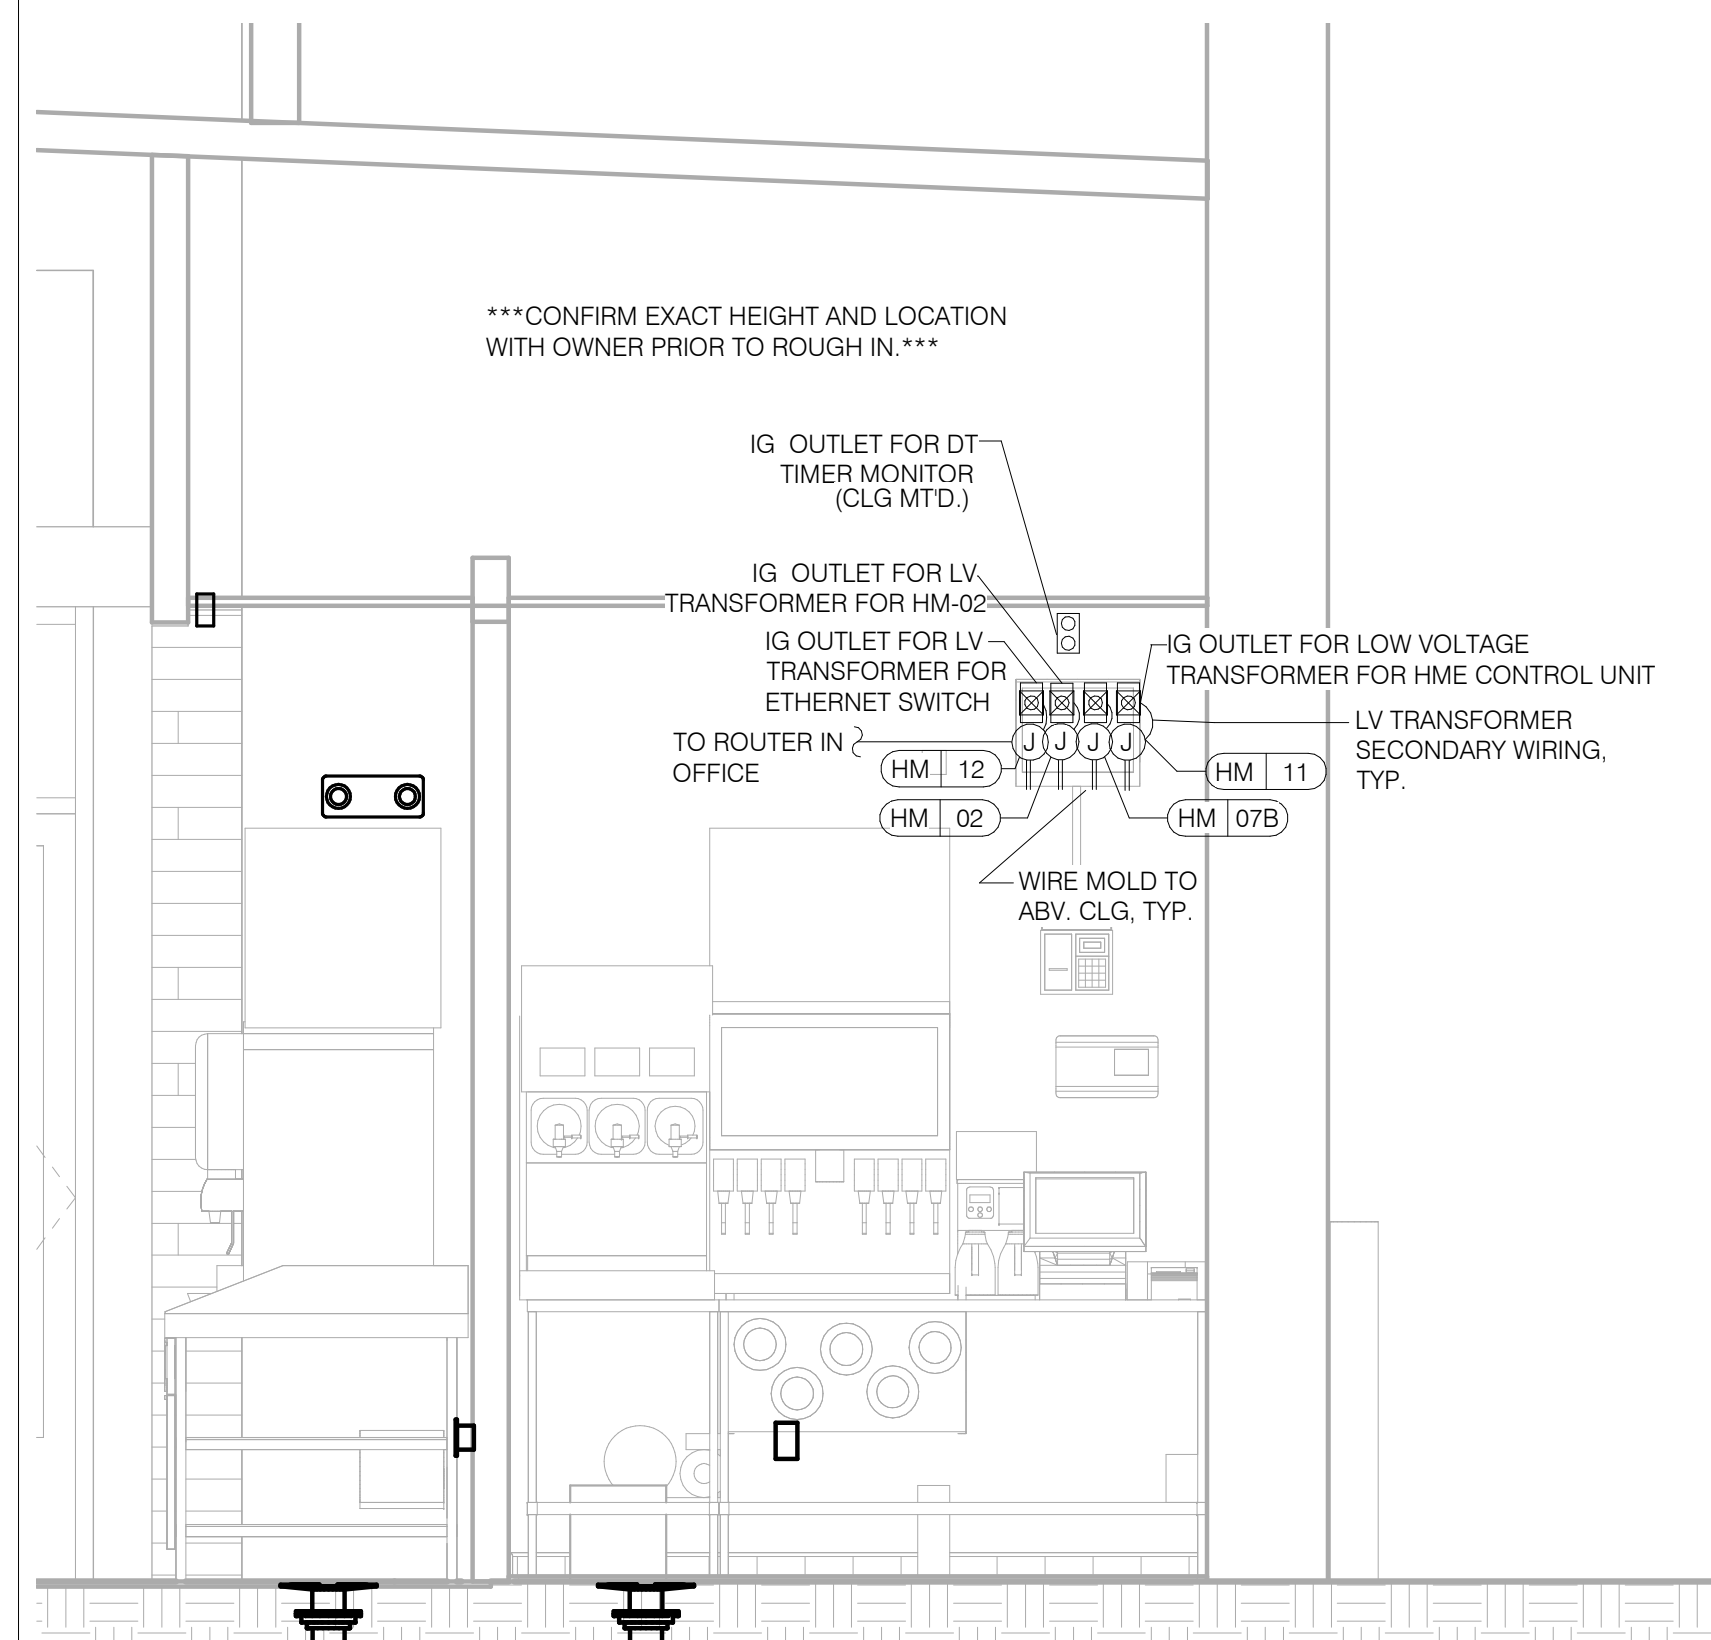 ***CONFIRM EXACT HEIGHT AND LOCATION
WITH OWNER PRIOR TO ROUGH IN.***
IG OUTLET FOR DT
TIMER MONITOR
(CLG MT'D.)
IG OUTLET FOR LV
TRANSFORMER FOR HM-02
IG OUTLET FOR LV
TRANSFORMER FOR
ETHERNET SWITCH
IG OUTLET FOR LOW VOLTAGE
TRANSFORMER FOR HME CONTROL UNIT
LV TRANSFORMER
SECONDARY WIRING,
TYP.
TO ROUTER IN
OFFICE
J J J J
HM 12
HM 11
HM 02
HM 07B
WIRE MOLD TO
ABV. CLG, TYP.